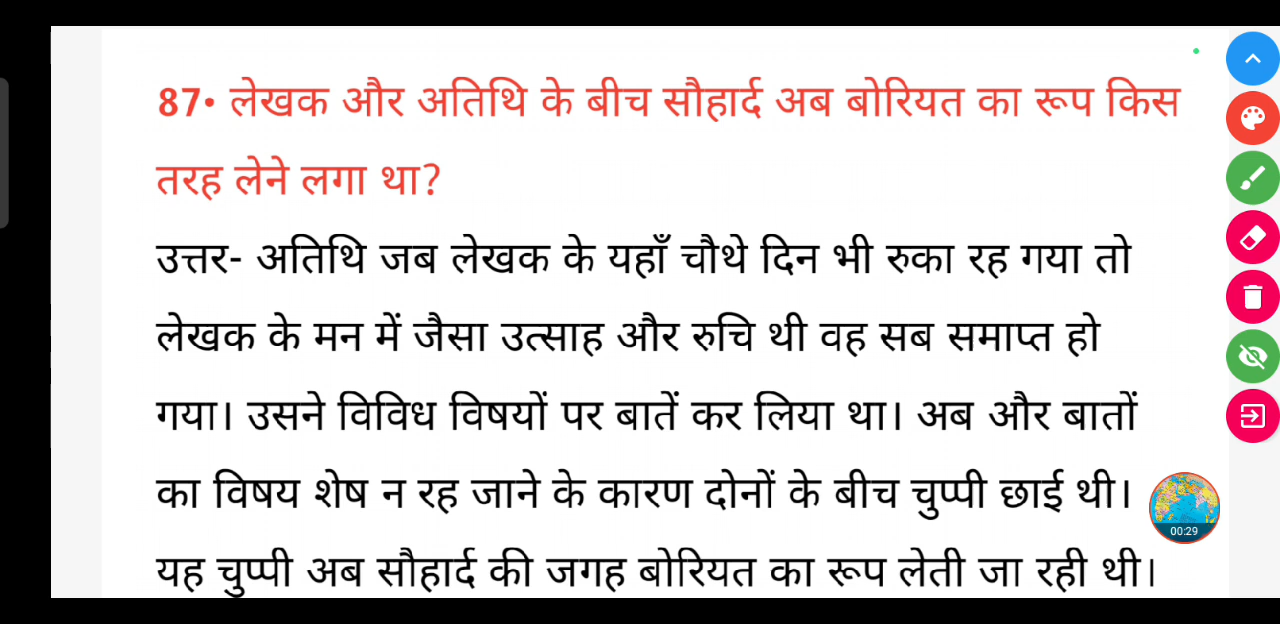 87• लेखक और अतिथि के बीच सौहार्द अब बोरियत का रूप किस
तरह लेने लगा था?
उत्तर- अतिथि जब लेखक के यहाँ चौथे दिन भी रुका रह गया तो
लेखक के मन में जैसा उत्साह और रुचि थी वह सब समाप्त हो
गया। उसने विविध विषयों पर बातें कर लिया था। अब और बातों
का विषय शेष न रह जाने के कारण दोनों के बीच चुप्पी छाई थी।
यह चुप्पी अब सौहार्द की जगह बोरियत का रूप लेती जा रही थी।
00:29